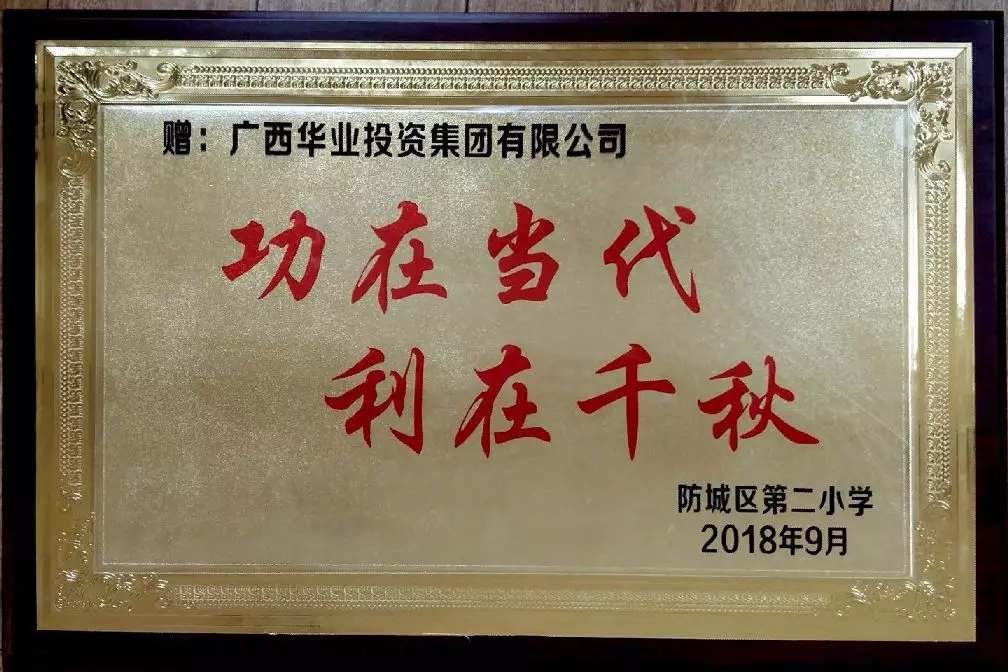 赠：广西华业投资集团有限公司
功在当代
利在千秋
防城区第二小学
2018年9月